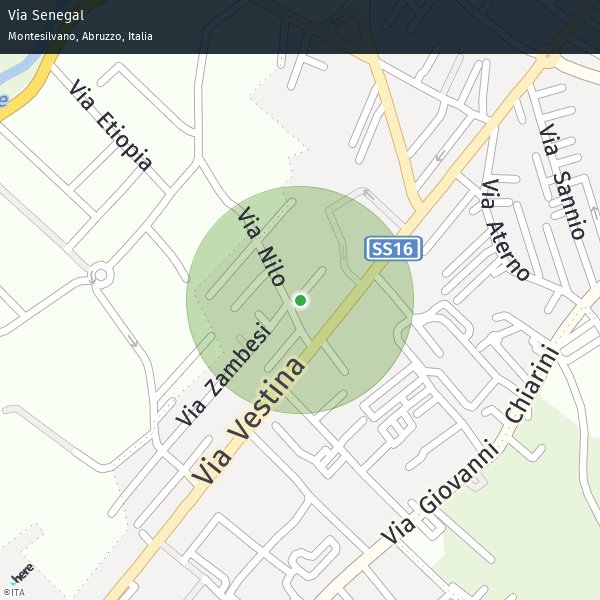 Via Senegal
Montesilvano, Abruzzo, Italia
e
Via Etiopia
Via Sannio
Via Aterno
Via Nilo
SS16
Via Zambesi
Via Vestina
Via Giovanni Chiarini
here
©ITA